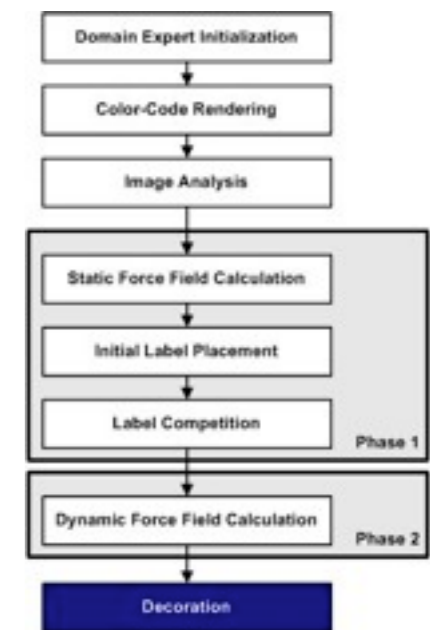 Domain Expert Initialization
Color-Code Rendering
Image Analysis
Static Force Field Calculation
Initial Label Placement
Label Competition
Phase 1
Dynamic Force Field Calculation
Phase 2
Decoration